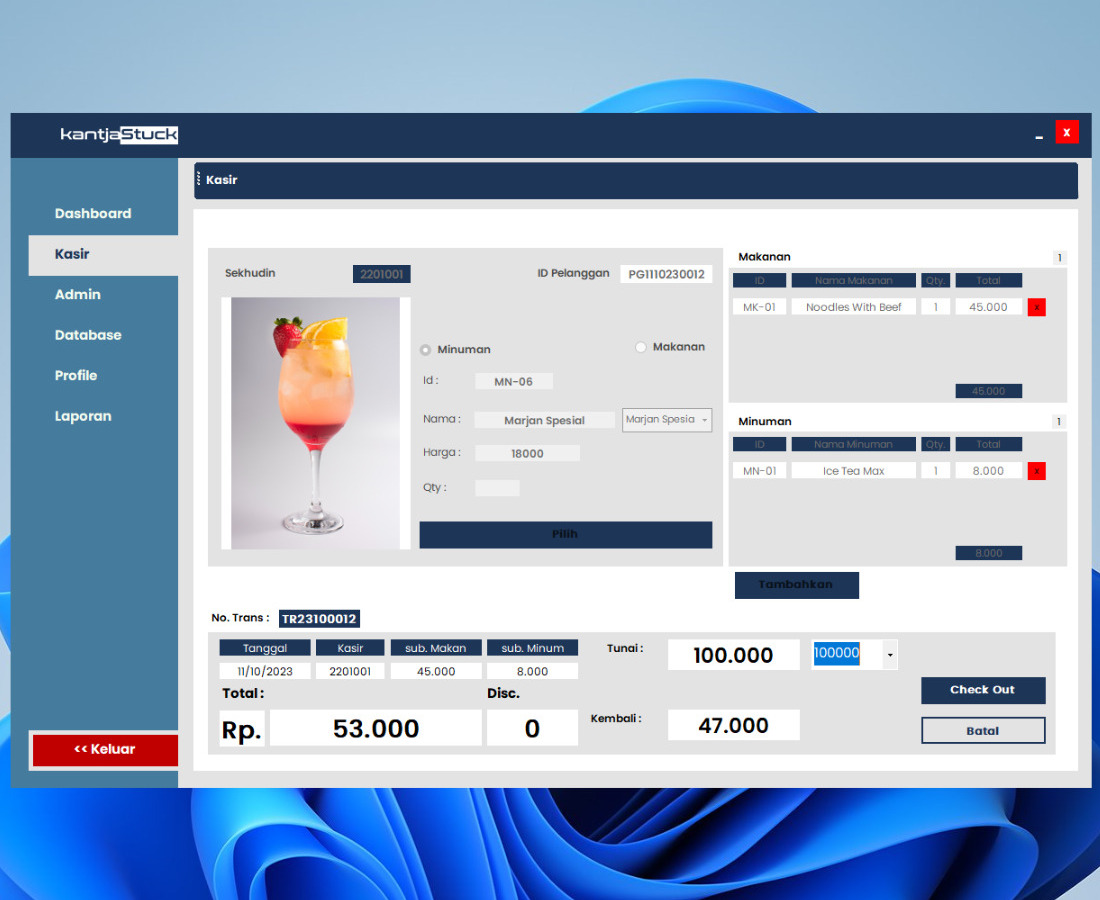 kantjaStuck
x
Kasir
Dashboard
Kasir
Admin
Database
Profile
Laporan
<< Keluar
Sekhudin 2201001 ID Pelanggan PG1110230012
Minuman Makanan
Id : MN-06
Nama : Marjan Spesial Marjan Spesia
Harga : 18000
Qty :
Pilih
Makanan 1
ID Nama Makanan Qty. Total
MK-01 Noodles With Beef 1 45.000 x
45.000
Minuman 1
ID Nama Minuman Qty. Total
MN-01 Ice Tea Max 1 8.000 x
8.000
Tambahkan
No. Trans : TR23100012
Tanggal Kasir sub. Makan sub. Minum
11/10/2023 2201001 45.000 8.000
Total : Disc.
Rp. 53.000 0
Tunai : 100.000 100000
Kembali : 47.000
Check Out
Batal